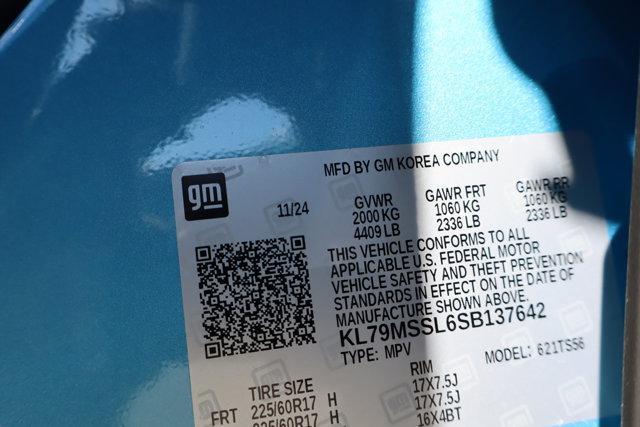 MFD BY GM KOREA COMPANY
gm
11/24
GVWR GAWR FRT GAWR RR
2000 KG 1060 KG 1060 KG
4409 LB 2336 LB 2336 LB
THIS VEHICLE CONFORMS TO ALL
APPLICABLE U.S. FEDERAL MOTOR
VEHICLE SAFETY AND THEFT PREVENTION
STANDARDS IN EFFECT ON THE DATE OF
MANUFACTURE SHOWN ABOVE.
KL79MSSL6SB137642
TYPE: MPV MODEL: 621TS56
TIRE SIZE RIM
FRT 225/60R17 H 17X7.5J
225/60R17 H 17X7.5J
16X4BT